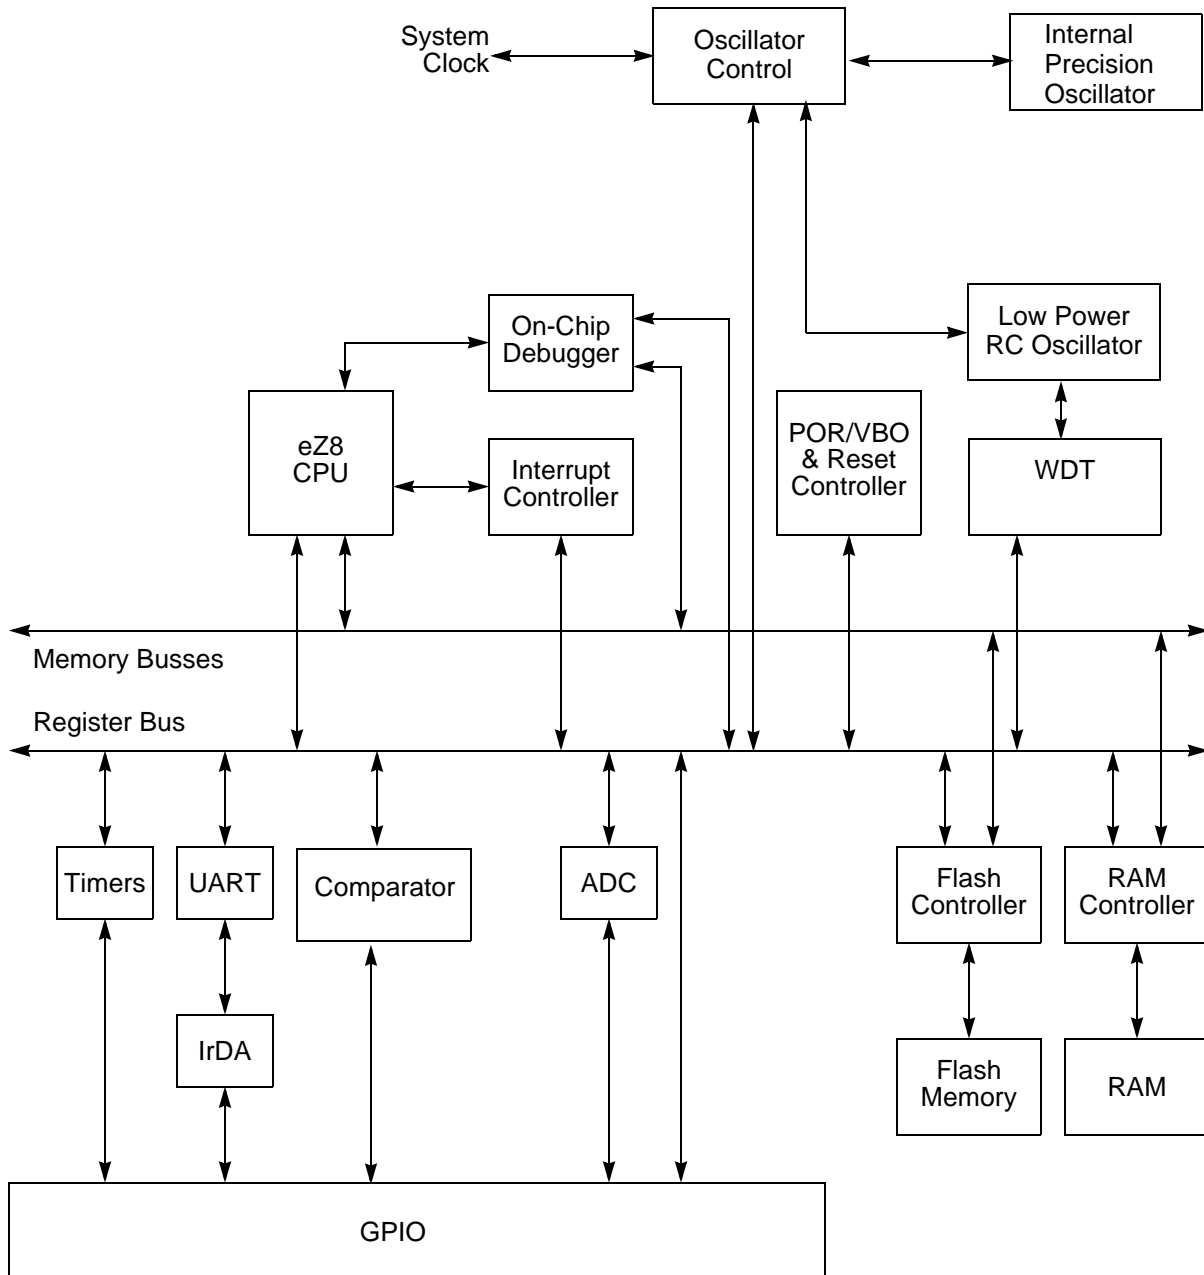 System
Clock
Oscillator
Control
Internal
Precision
Oscillator
On-Chip
Debugger
Low Power
RC Oscillator
eZ8
CPU
Interrupt
Controller
POR/VBO
& Reset
Controller
WDT
Memory Busses
Register Bus
Timers
UART
Comparator
ADC
Flash
Controller
RAM
Controller
IrDA
Flash
Memory
RAM
GPIO